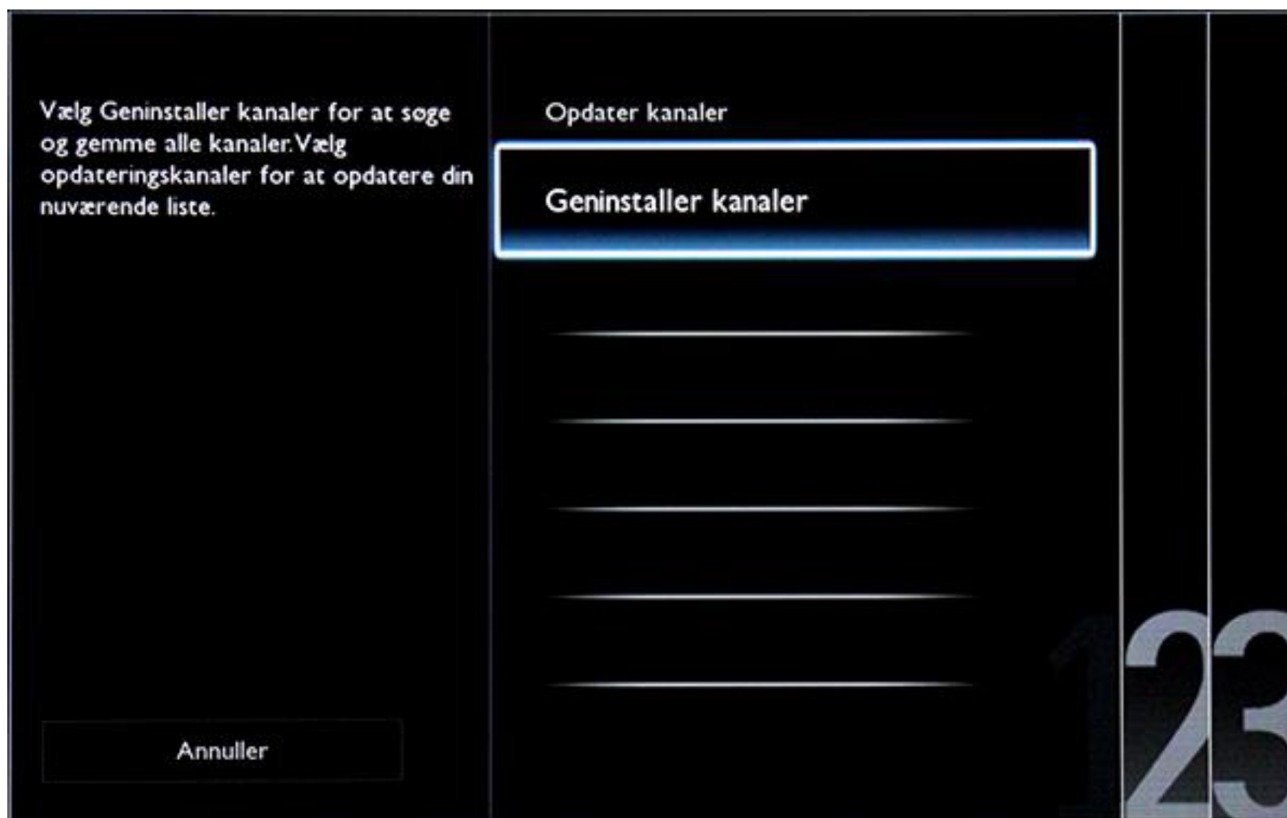 Vælg Geninstaller kanaler for at søge
og gemme alle kanaler. Vælg
opdateringskanaler for at opdatere din
nuværende liste.
Annuller
Opdater kanaler
Geninstaller kanaler
123